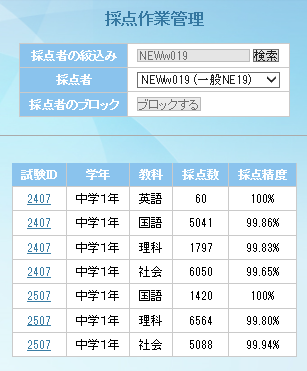 採点作業管理
採点者の絞込み NEWw019 検索
採点者 NEWw019 (一般NE19)
採点者のブロック ブロックする
試験ID 学年 教科 採点数 採点精度
2407 中学1年 英語 60 100%
2407 中学1年 国語 5041 99.86%
2407 中学1年 理科 1797 99.83%
2407 中学1年 社会 6050 99.65%
2507 中学1年 国語 1420 100%
2507 中学1年 理科 6564 99.80%
2507 中学1年 社会 5088 99.94%